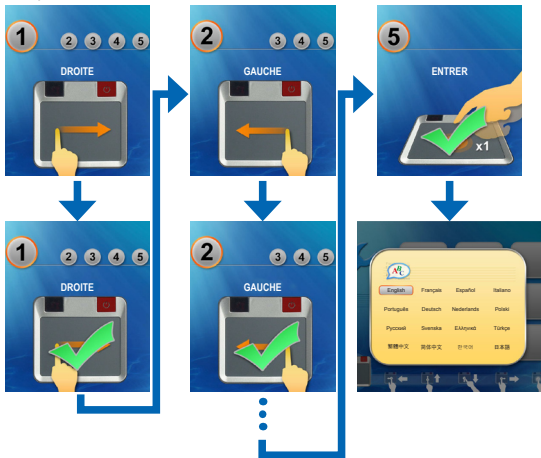 1 2 3 4 5
DROITE
2 3 4 5
GAUCHE
5
ENTRER
x1
1 2 3 4 5
DROITE
2 3 4 5
GAUCHE
ABC
English Français Español Italiano
Português Deutsch Nederlands Polski
Русский Svenska Ελληνικά Türkçe
繁體中文 简体中文 한국어 日本語